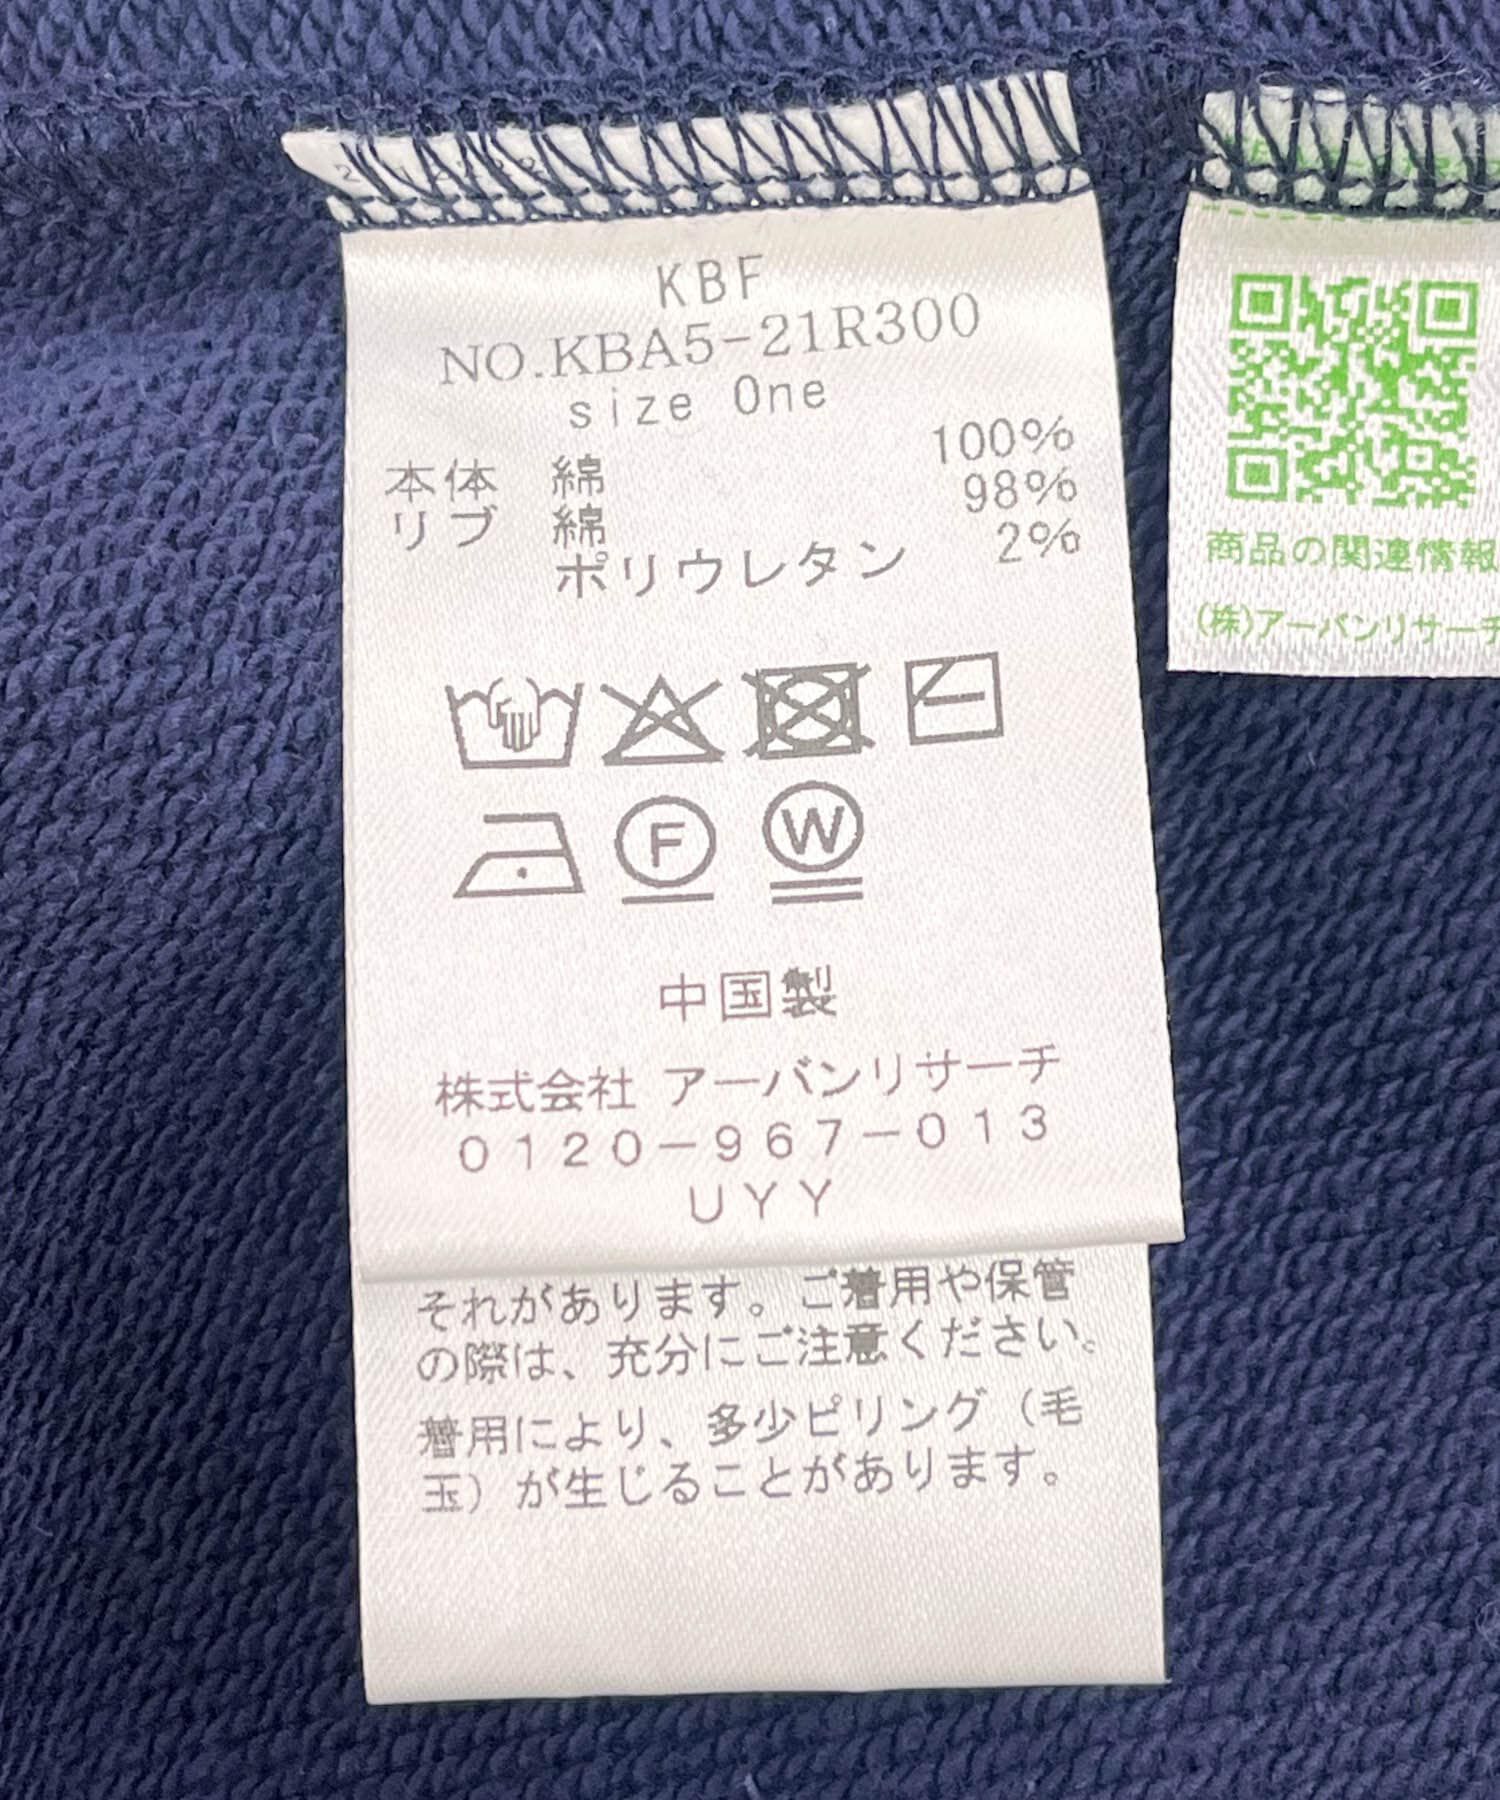 KBF
NO.KBA5-21R300
size One
本体 綿 100%
リブ 綿 98%
ポリウレタン 2%
F W
中国製
株式会社 アーバンリサーチ
0120-967-013
UYY
それがあります。ご着用や保管
の際は、充分にご注意ください。
着用により、多少ピリング（毛
玉）が生じることがあります。
商品の関連情報
(株)アーバンリサーチ